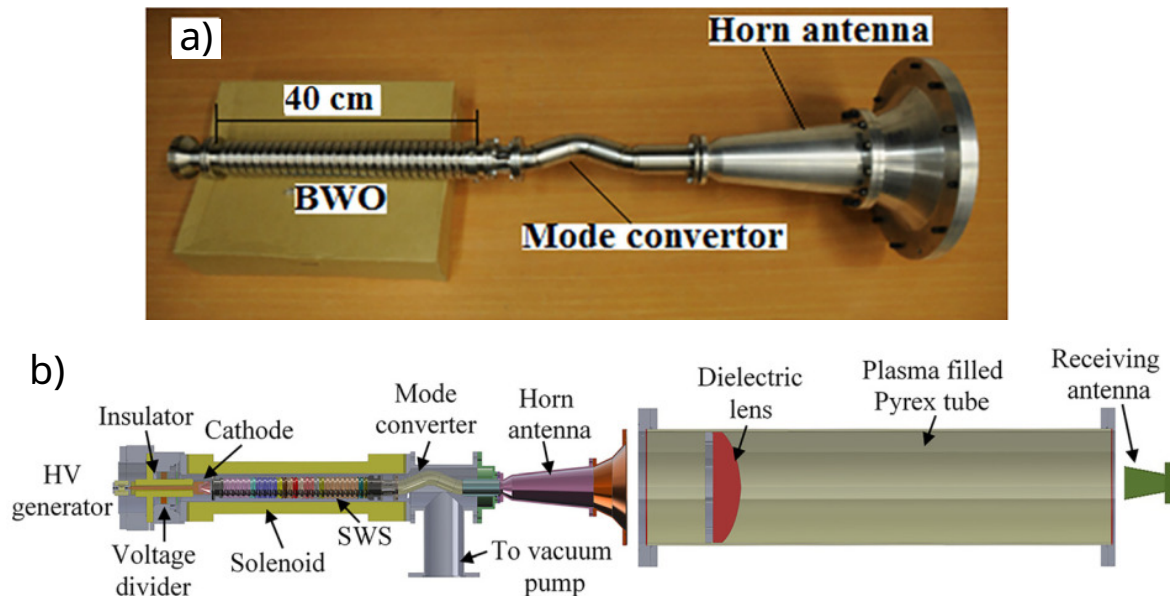 a)
Horn antenna
40 cm
BWO
Mode convertor
b)
Insulator
Cathode
Mode
converter
Horn
antenna
Dielectric
lens
Plasma filled
Pyrex tube
Receiving
antenna
HV
generator
Voltage
divider
Solenoid
SWS
To vacuum
pump